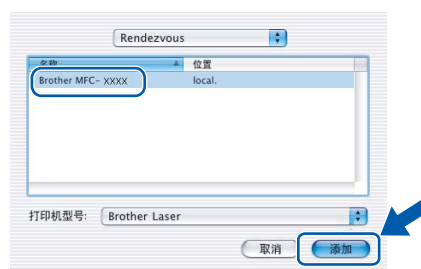 Rendezvous
名称 位置
Brother MFC- XXXX local.
打印机型号: Brother Laser
取消 添加